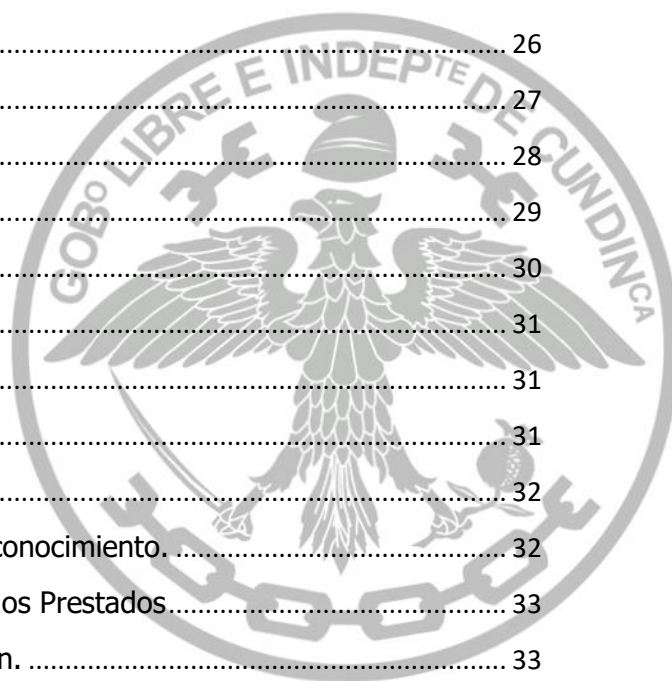 GOBº LIBRE E INDEPTE DE CUNDINCA
........ 26
........ 27
........ 28
........ 29
........ 30
........ 31
........ 31
........ 31
........ 32
conocimiento. ........ 32
os Prestados ........ 33
n. ........ 33